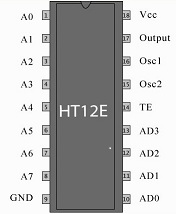 A0 1 18 Vcc
A1 2 17 Output
A2 3 16 Osc1
A3 4 15 Osc2
A4 5 14 TE
HT12E
A5 6 13 AD3
A6 7 12 AD2
A7 8 11 AD1
GND 9 10 AD0